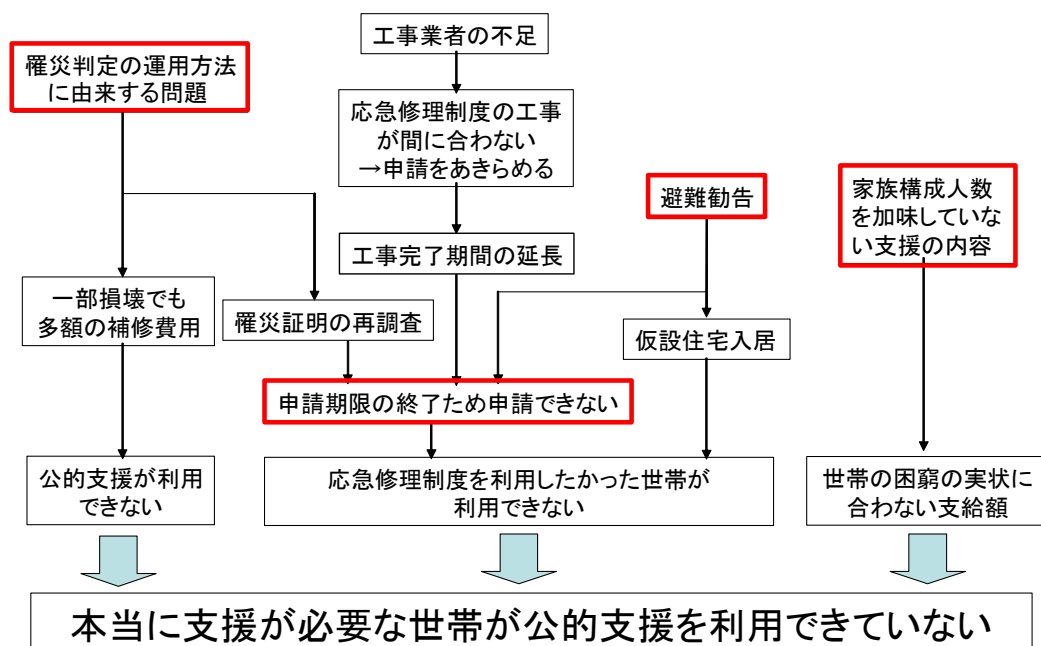 工事業者の不足
罹災判定の運用方法
に由来する問題
応急修理制度の工事
が間に合わない
→申請をあきらめる
避難勧告
家族構成人数
を加味していな
い支援の内容
工事完了期間の延長
一部損壊でも
多額の補修費用
罹災証明の再調査
仮設住宅入居
申請期限の終了ため申請できない
公的支援が利用
できない
応急修理制度を利用したかった世帯が
利用できない
世帯の困窮の実状に
合わない支給額
本当に支援が必要な世帯が公的支援を利用できていない